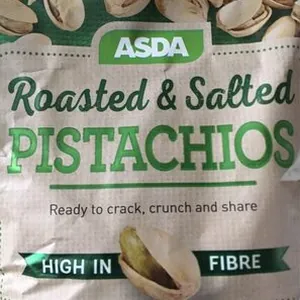 ASDA
Roasted & Salted
PISTACHIOS
Ready to crack, crunch and share
HIGH IN FIBRE